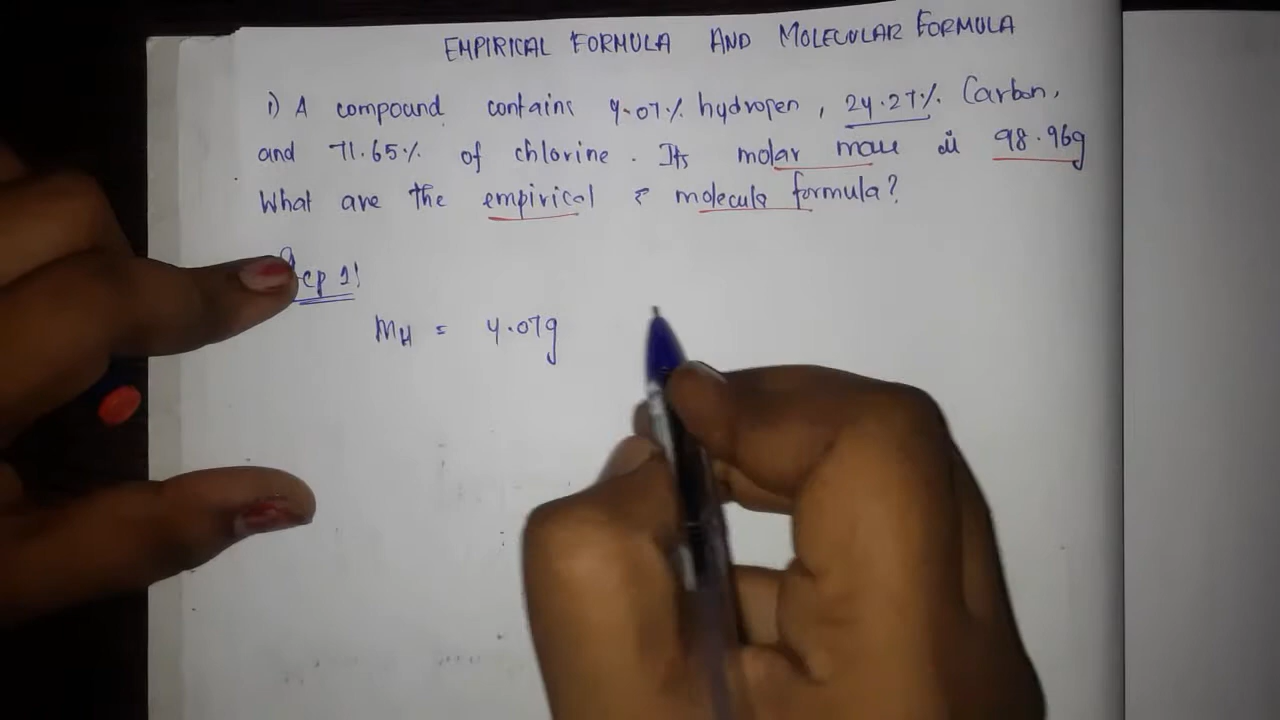 EMPIRICAL FORMULA AND MOLECULAR FORMULA
1) A compound contains 4.07% hydrogen, 24.27% Carbon,
and 71.65% of chlorine. Its molar mass is 98.96g
What are the empirical & molecula formula?
Step 1:
MH = 4.07g